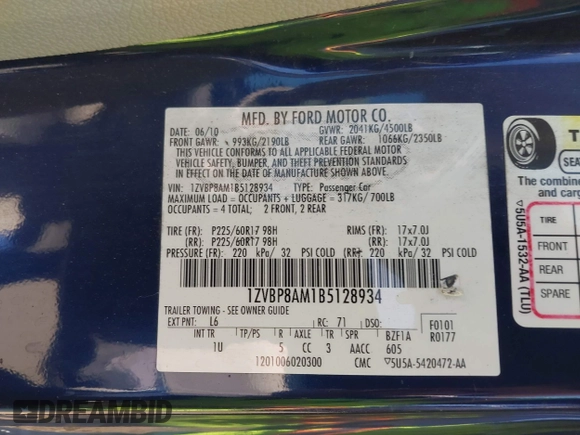 MFD. BY FORD MOTOR CO.
DATE: 06/10 GVWR: 2041KG/4500LB
FRONT GAWR: 993KG/2190LB REAR GAWR: 1066KG/2350LB
THIS VEHICLE CONFORMS TO ALL APPLICABLE FEDERAL MOTOR
VEHICLE SAFETY, BUMPER, AND THEFT PREVENTION STANDARDS
IN EFFECT ON THE DATE OF MANUFACTURE SHOWN ABOVE.
VIN: 1ZVBP8AM1B5128934 TYPE: Passenger Car
MAXIMUM LOAD = OCCUPANTS + LUGGAGE = 317KG/700LB
OCCUPANTS = 4 TOTAL: 2 FRONT, 2 REAR
TIRE (F): P225/60R17 98H RIMS (F): 17x7.0J
(R): P225/60R17 98H (R): 17x7.0J
PRESSURE (F): 220 kPa/ 32 PSI COLD (RR): 220 kPa/ 32 PSI COLD
1ZVBP8AM1B5128934
TRAILER TOWING - SEE OWNER GUIDE
EXT PNT: L6 RC: 71 DSO: F0101
INT TR TP/PS R AXLE TR SPR BZF1A R0177
1U 5 CC 3 AACC 605
1201006020300 CMC 5U5A-5420472-AA
T
SEA
The combine
and carg
TIRE
FRONT
REAR
SPARE
5U5A-1532-AA (TLU)
DREAMBID